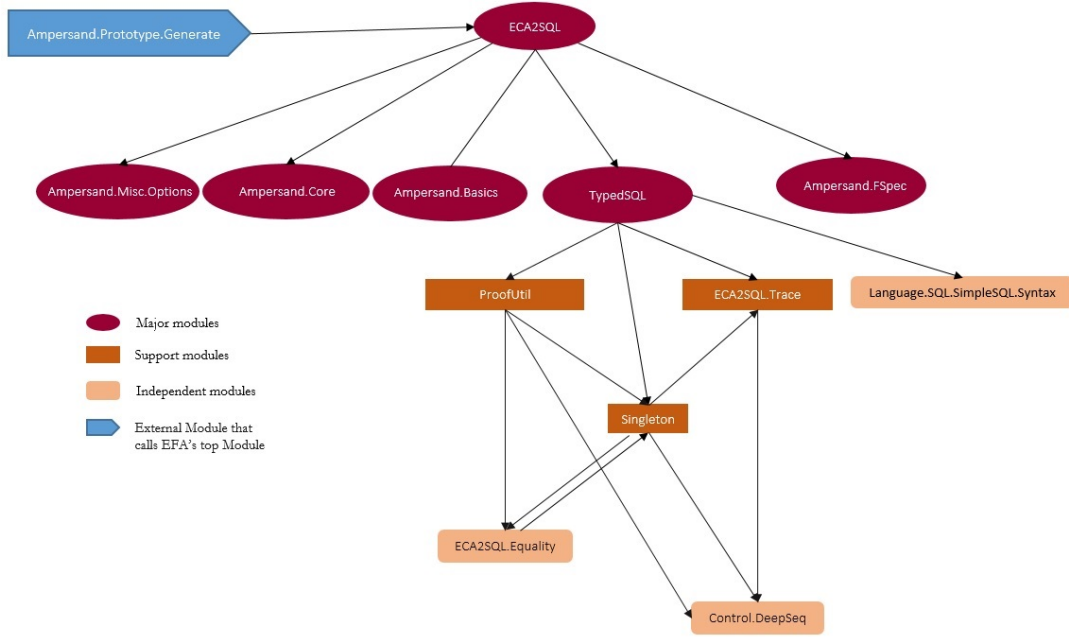 Ampersand.Prototype.Generate
ECA2SQL
Ampersand.Misc.Options
Ampersand.Core
Ampersand.Basics
TypedSQL
Ampersand.FSpec
ProofUtil
ECA2SQL.Trace
Language.SQL.SimpleSQL.Syntax
Major modules
Support modules
Independent modules
External Module that
calls EFA's top Module
Singleton
ECA2SQL.Equality
Control.DeepSeq